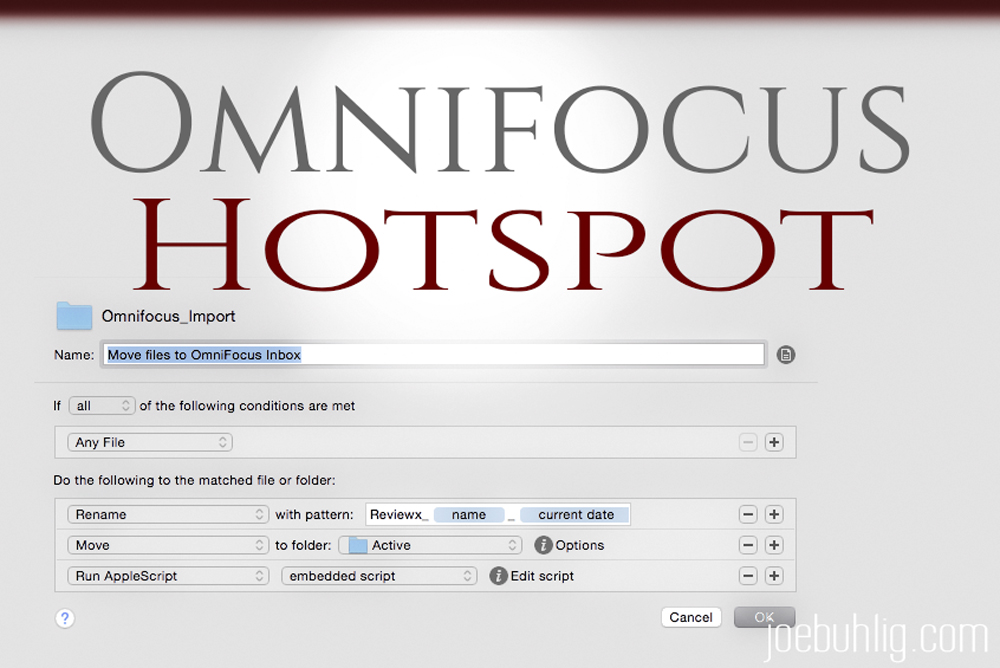 OMNIFOCUS
HOTSPOT
Omnifocus_Import
Name: Move files to OmniFocus Inbox
If all of the following conditions are met
Any File
Do the following to the matched file or folder:
Rename with pattern: Reviewx_ name _ current date
Move to folder: Active i Options
Run AppleScript embedded script i Edit script
? Cancel OK
joebuhlig.com